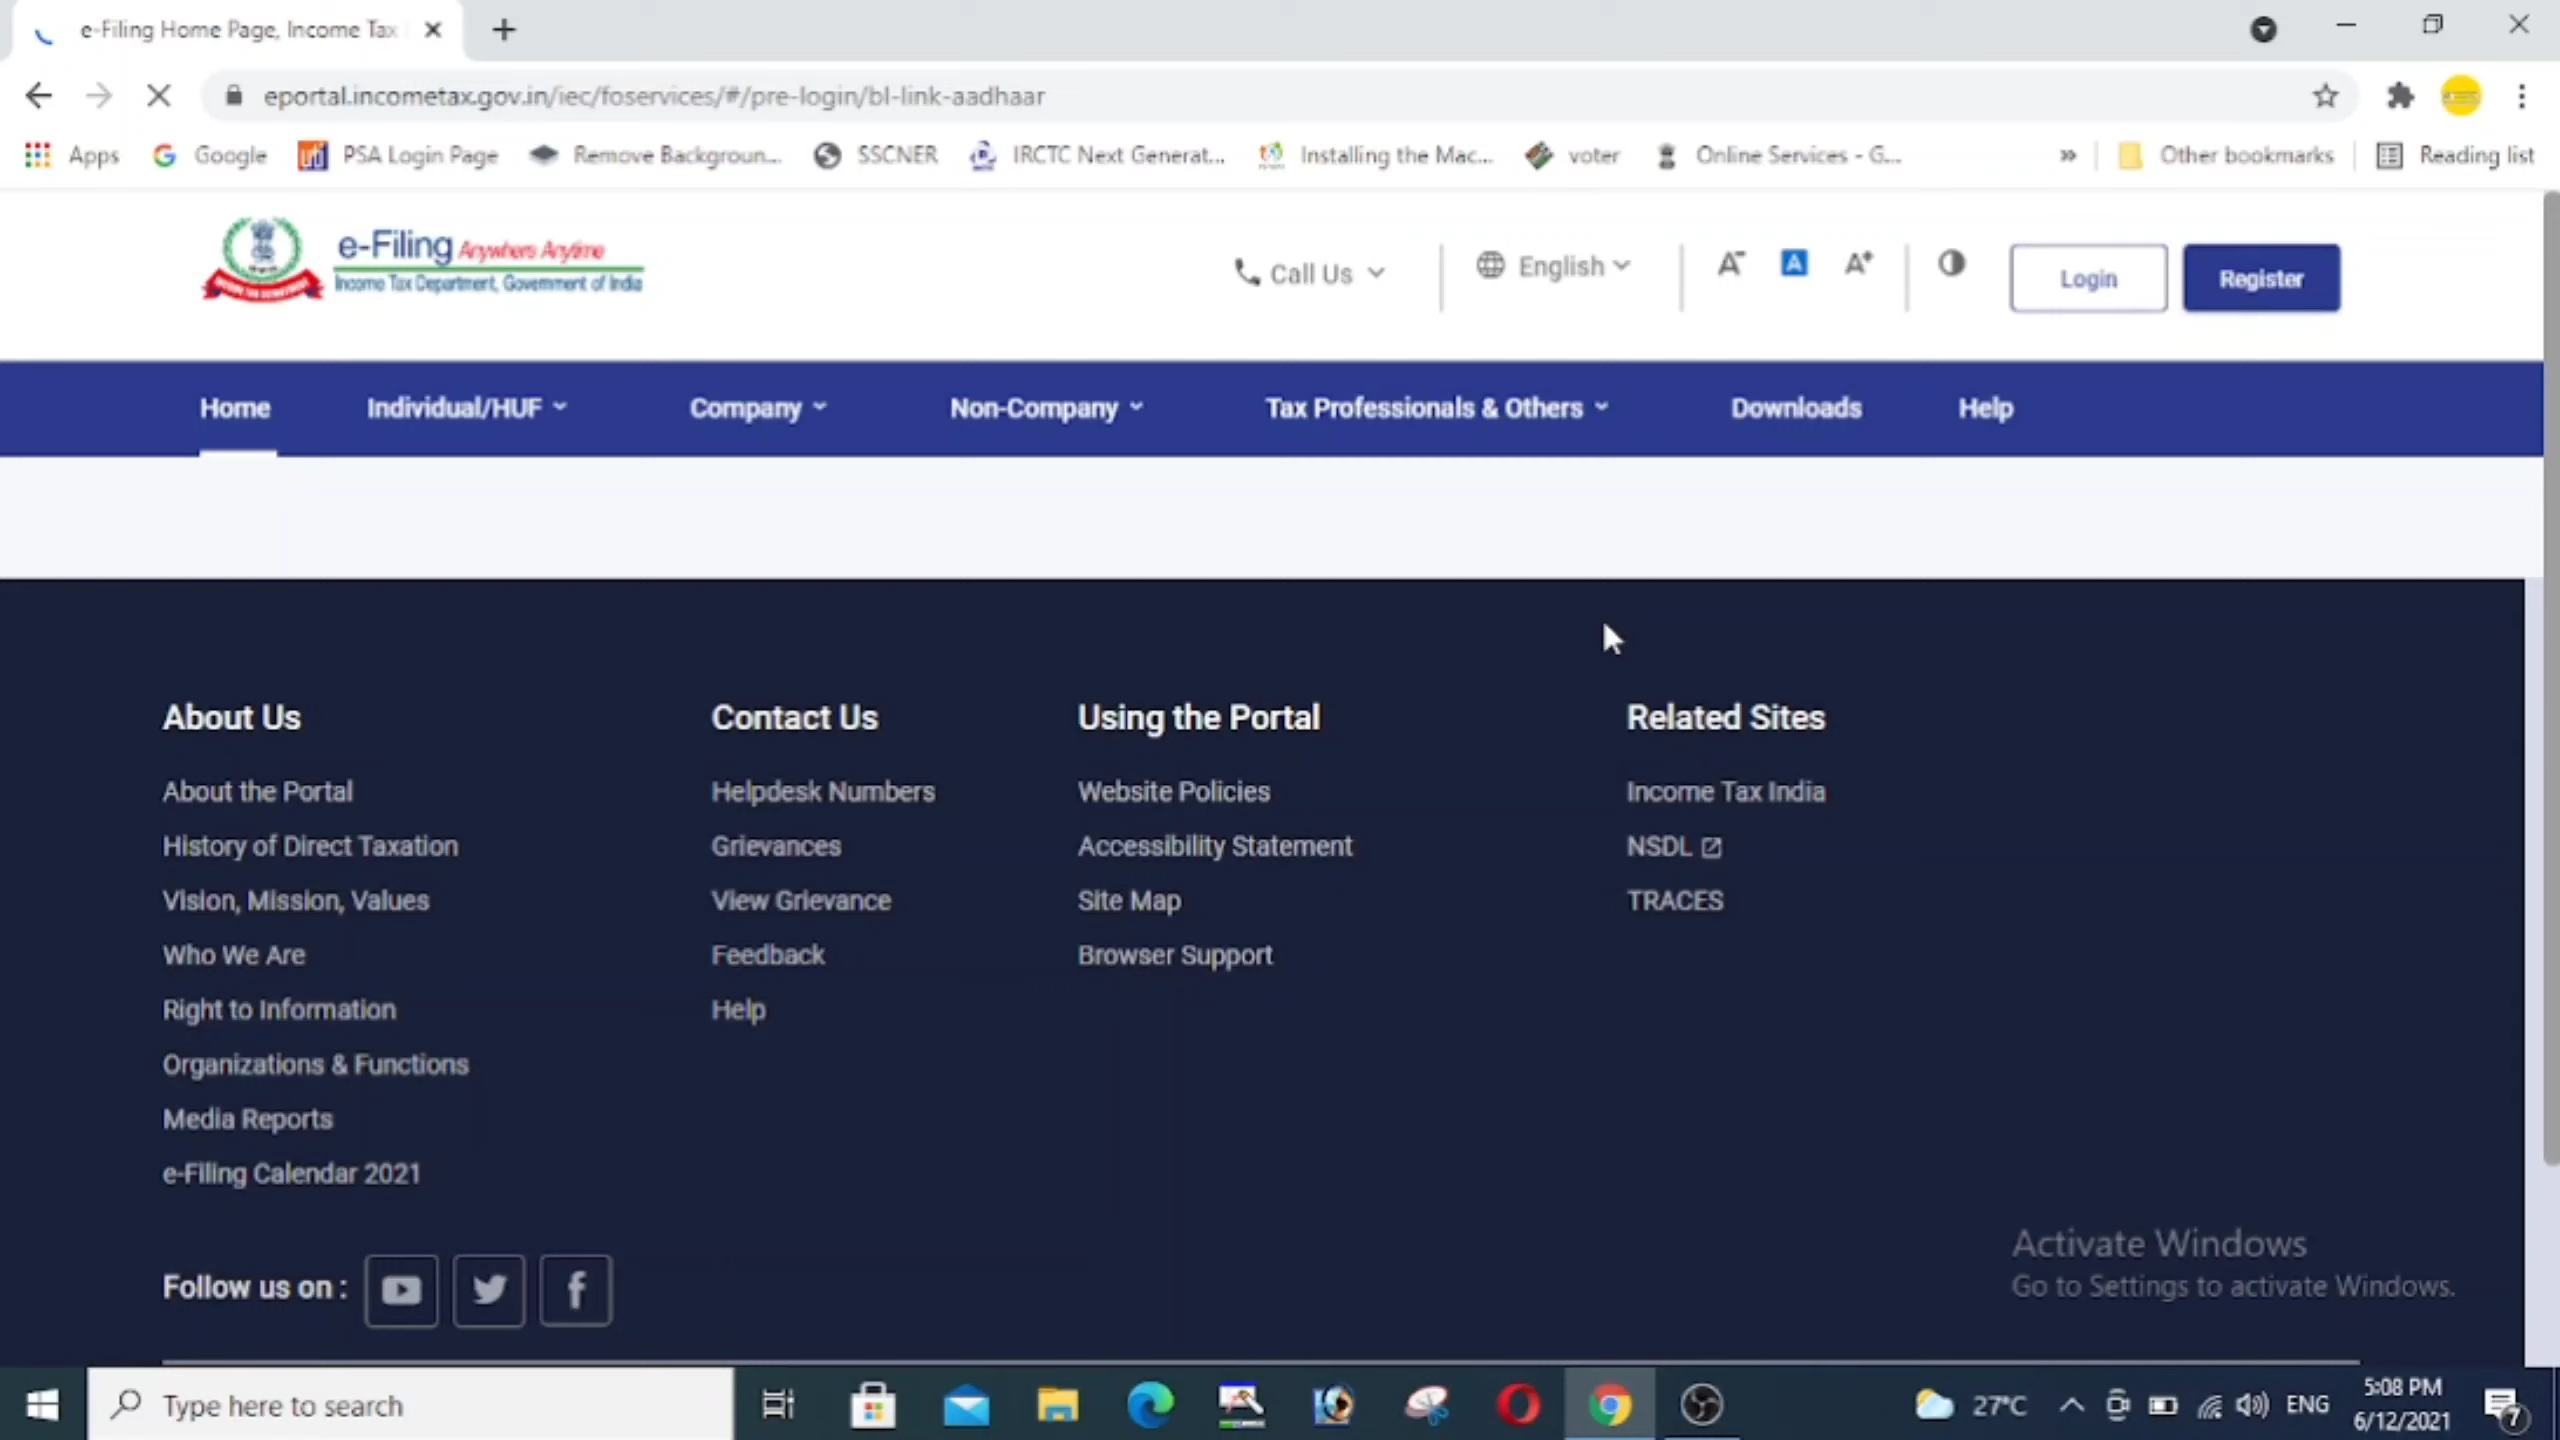 e-Filing Home Page, Income Tax
eportal.incometax.gov.in/iec/foservices/#/pre-login/bl-link-aadhaar
Apps Google PSA Login Page Remove Backgroun... SSCNER IRCTC Next Generat... Installing the Mac... voter Online Services - G... » Other bookmarks Reading list
e-Filing Anywhere Anytime
Income Tax Department, Government of India
Call Us English A- A A+ Login Register
Home Individual/HUF Company Non-Company Tax Professionals & Others Downloads Help
About Us Contact Us Using the Portal Related Sites
About the Portal Helpdesk Numbers Website Policies Income Tax India
History of Direct Taxation Grievances Accessibility Statement NSDL
Vision, Mission, Values View Grievance Site Map TRACES
Who We Are Feedback Browser Support
Right to Information Help
Organizations & Functions
Media Reports
e-Filing Calendar 2021
Activate Windows
Go to Settings to activate Windows.
Follow us on :
Type here to search 27°C ENG 5:08 PM
6/12/2021 7